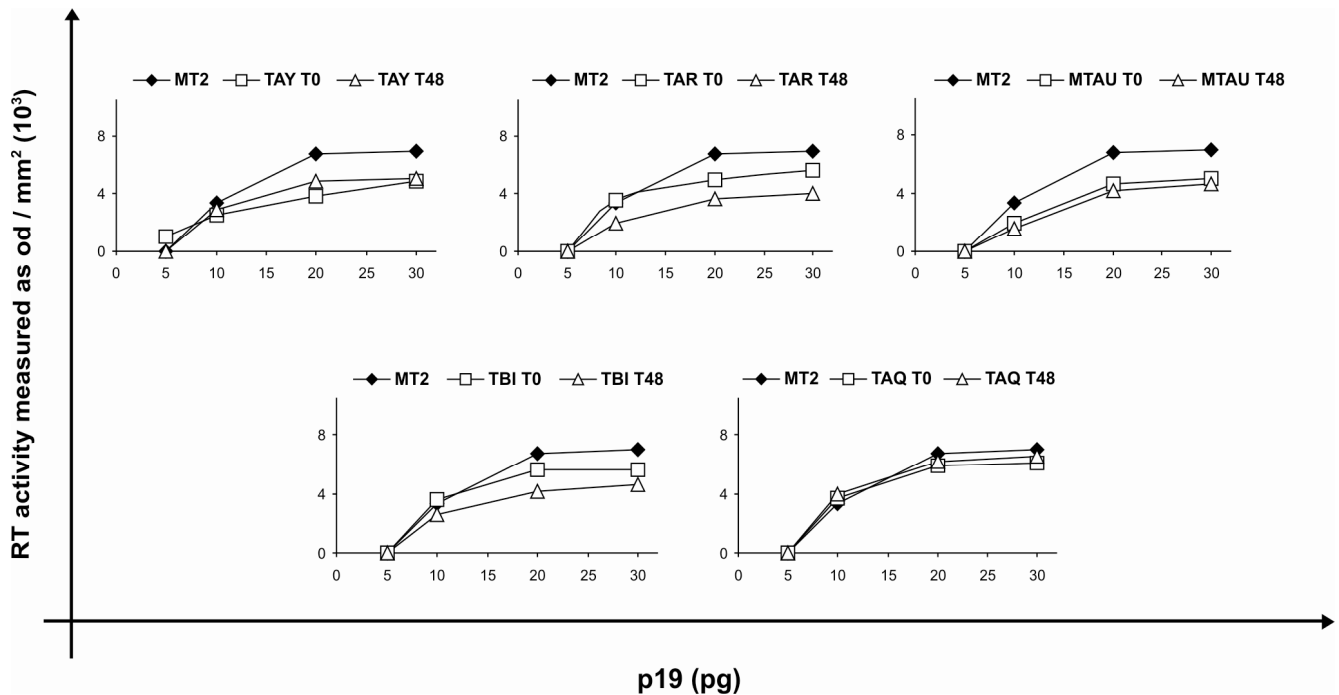 RT activity measured as od / mm² (10³)
MT2 TAY T0 TAY T48
8
4
0
0 5 10 15 20 25 30
MT2 TAR T0 TAR T48
8
4
0
0 5 10 15 20 25 30
MT2 MTAU T0 MTAU T48
8
4
0
0 5 10 15 20 25 30
MT2 TBI T0 TBI T48
8
4
0
0 5 10 15 20 25 30
MT2 TAQ T0 TAQ T48
8
4
0
0 5 10 15 20 25 30
p19 (pg)